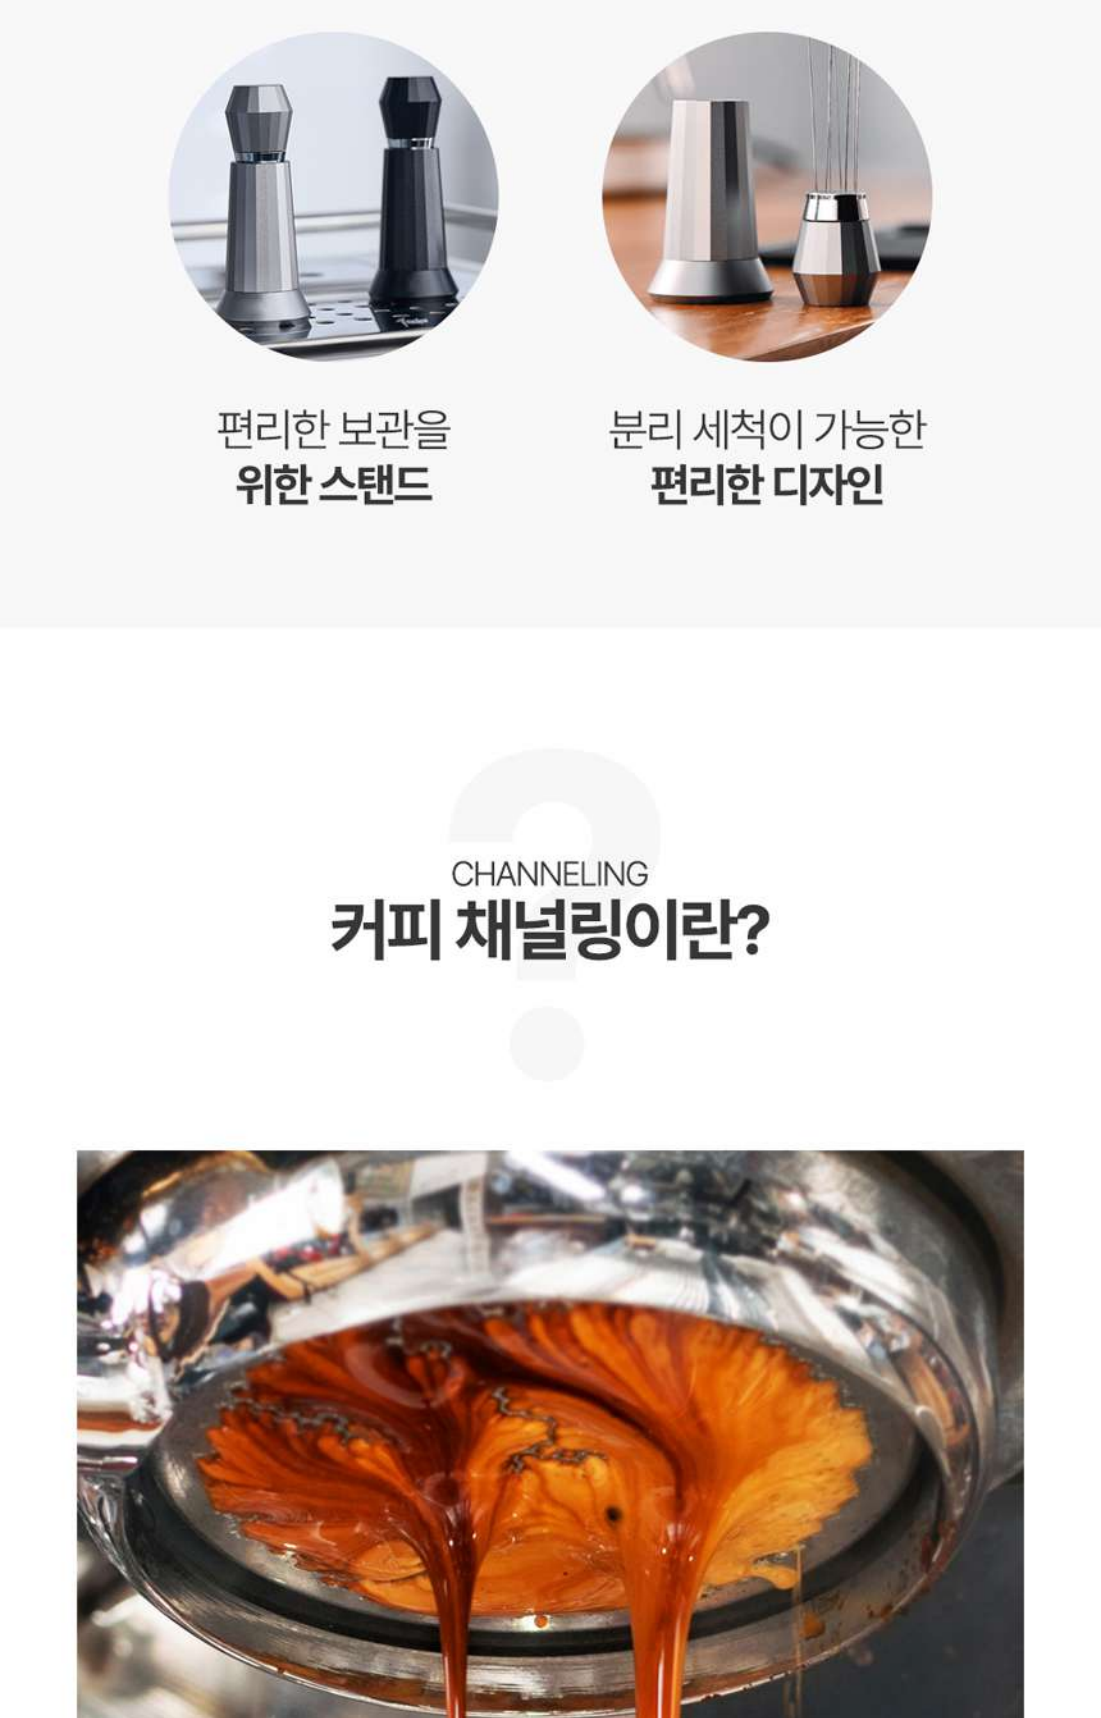 편리한 보관을
위한 스탠드
분리 세척이 가능한
편리한 디자인
?
CHANNELING
커피 채널링이란?